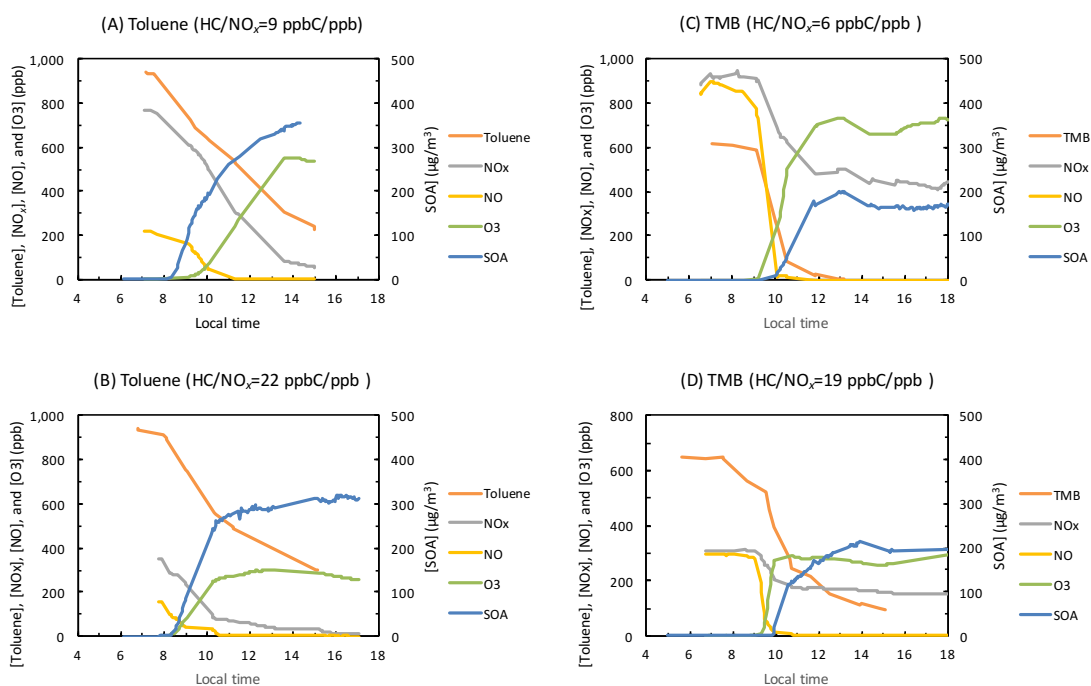 (A) Toluene (HC/NOx=9 ppbC/ppb)
[Toluene], [NOx], [NO], and [O3] (ppb)
1,000
800
600
400
200
0
500
400
300
200
100
0
SOA] (µg/m³)
4 6 8 10 12 14 16 18
Local time
Toluene
NOx
NO
O3
SOA
(C) TMB (HC/NOx=6 ppbC/ppb )
[Toluene], [NOx], [NO], and [O3] (ppb)
1,000
800
600
400
200
0
500
400
300
200
100
0
SOA] (µg/m³)
4 6 8 10 12 14 16 18
Local time
TMB
NOx
NO
O3
SOA
(B) Toluene (HC/NOx=22 ppbC/ppb )
[Toluene], [NOx], [NO], and [O3] (ppb)
1,000
800
600
400
200
0
500
400
300
200
100
0
[SOA] (µg/m³)
4 6 8 10 12 14 16 18
Local time
Toluene
NOx
NO
O3
SOA
(D) TMB (HC/NOx=19 ppbC/ppb )
[Toluene], [NOx], [NO], and [O3] (ppb)
800
600
400
200
0
500
400
300
200
100
0
SOA] (µg/m³)
4 6 8 10 12 14 16 18
Local time
TMB
NOx
NO
O3
SOA